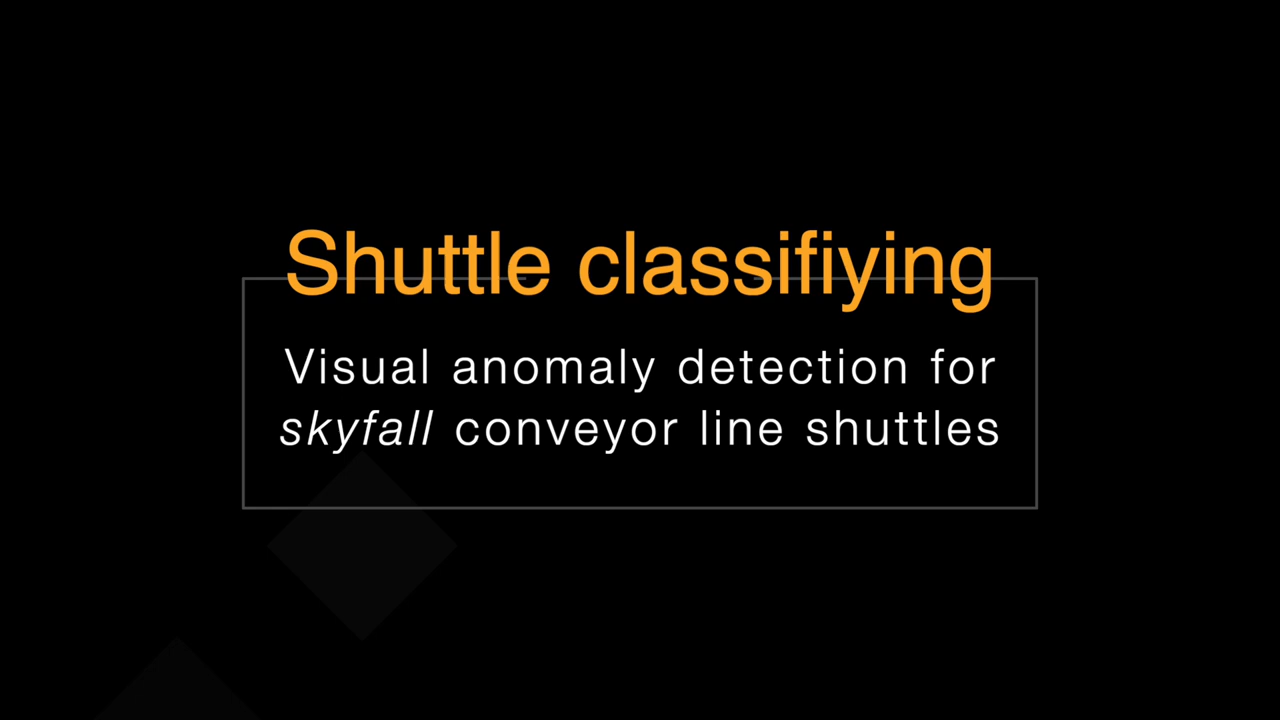 Shuttle classifiying
Visual anomaly detection for
skyfall conveyor line shuttles